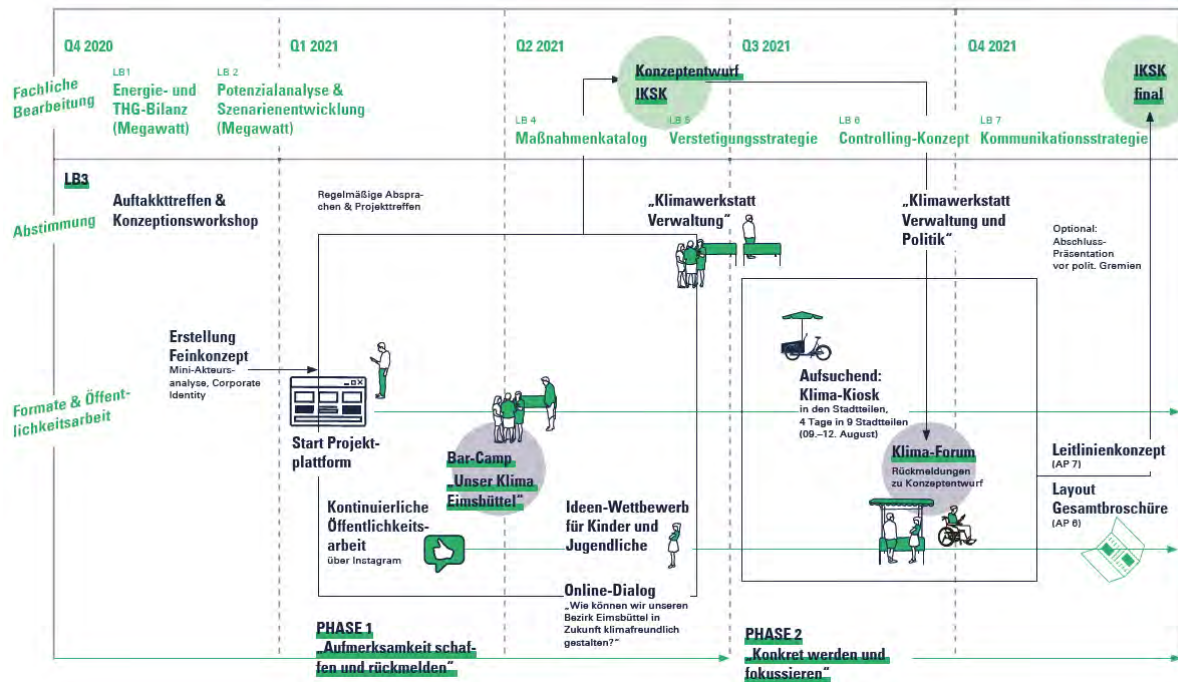 Q4 2020
Q1 2021
Q2 2021
Q3 2021
Q4 2021
Fachliche
Bearbeitung
LB 1
Energie- und
THG-Bilanz
(Megawatt)
LB 2
Potenzialanalyse &
Szenarienentwicklung
(Megawatt)
Konzeptentwurf
IKSK
IKSK
final
LB 4
Maßnahmenkatalog
LB 5
Verstetigungsstrategie
LB 6
Controlling-Konzept
LB 7
Kommunikationsstrategie
Abstimmung
LB3
Auftakkttreffen &
Konzeptionsworkshop
Regelmäßige Abspra-
chen & Projekttreffen
„Klimawerkstatt
Verwaltung"
„Klimawerkstatt
Verwaltung und
Politik"
Optional:
Abschluss-
Präsentation
vor polit. Gremien
Formate & Öffent-
lichkeitsarbeit
Erstellung
Feinkonzept
Mini-Akteurs-
analyse, Corporate
Identity
Start Projekt-
plattform
Bar-Camp
„Unser Klima
Eimsbüttel"
Kontinuierliche
Öffentlichkeits-
arbeit
über Instagram
Ideen-Wettbewerb
für Kinder und
Jugendliche
Online-Dialog
„Wie können wir unseren
Bezirk Eimsbüttel in
Zukunft klimafreundlich
gestalten?"
Aufsuchend:
Klima-Kiosk
in den Stadtteilen,
4 Tage in 9 Stadtteilen
(09.–12. August)
Klima-Forum
Rückmeldungen
zu Konzeptentwurf
Leitlinienkonzept
(AP 7)
Layout
Gesamtbroschüre
(AP 6)
PHASE 1
„Aufmerksamkeit schaf-
fen und rückmelden"
PHASE 2
„Konkret werden und
fokussieren"